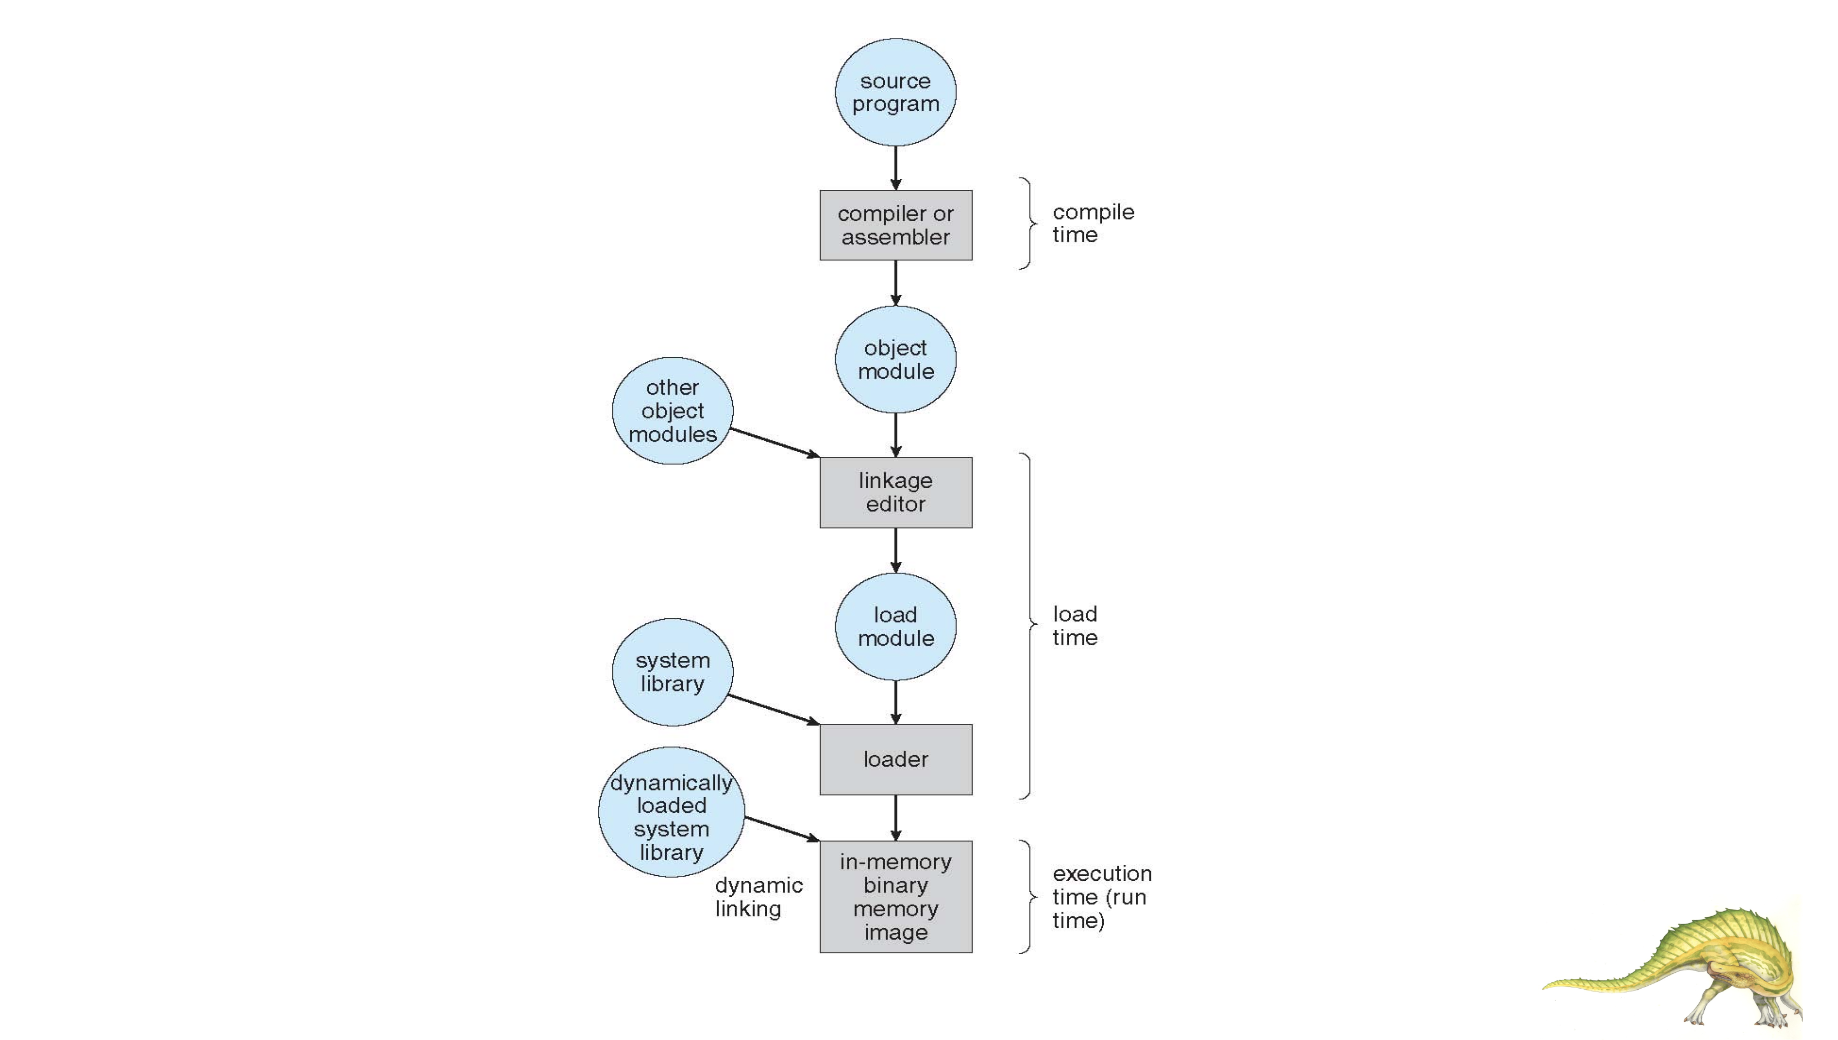 source
program
compiler or
assembler
compile
time
object
module
other
object
modules
linkage
editor
load
module
load
time
system
library
loader
dynamically
loaded
system
library
dynamic
linking
in-memory
binary
memory
image
execution
time (run
time)